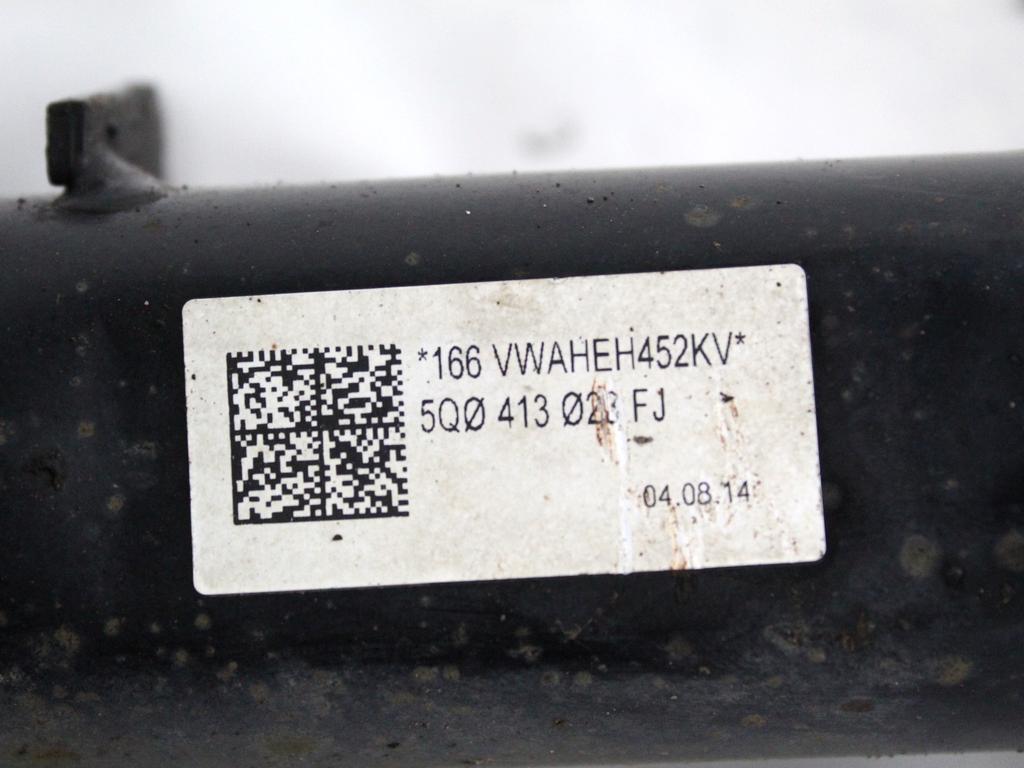 *166 VWAHEH452KV*
5QØ 413 Ø23 FJ
04.08.14